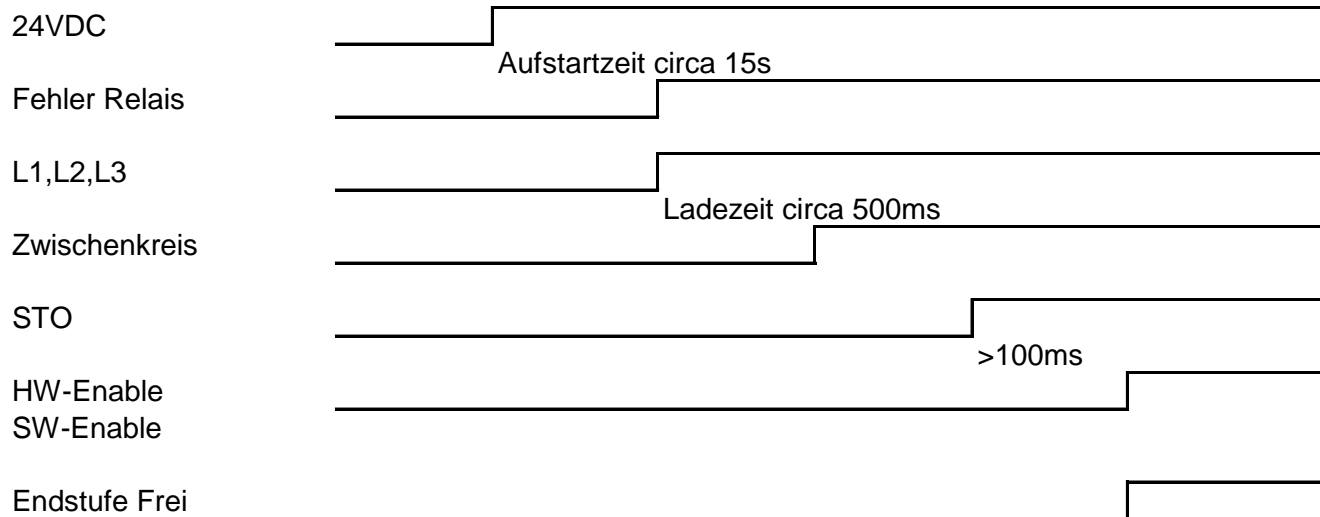 24VDC
Aufstartzeit circa 15s
Fehler Relais
L1,L2,L3
Ladezeit circa 500ms
Zwischenkreis
STO
>100ms
HW-Enable
SW-Enable
Endstufe Frei